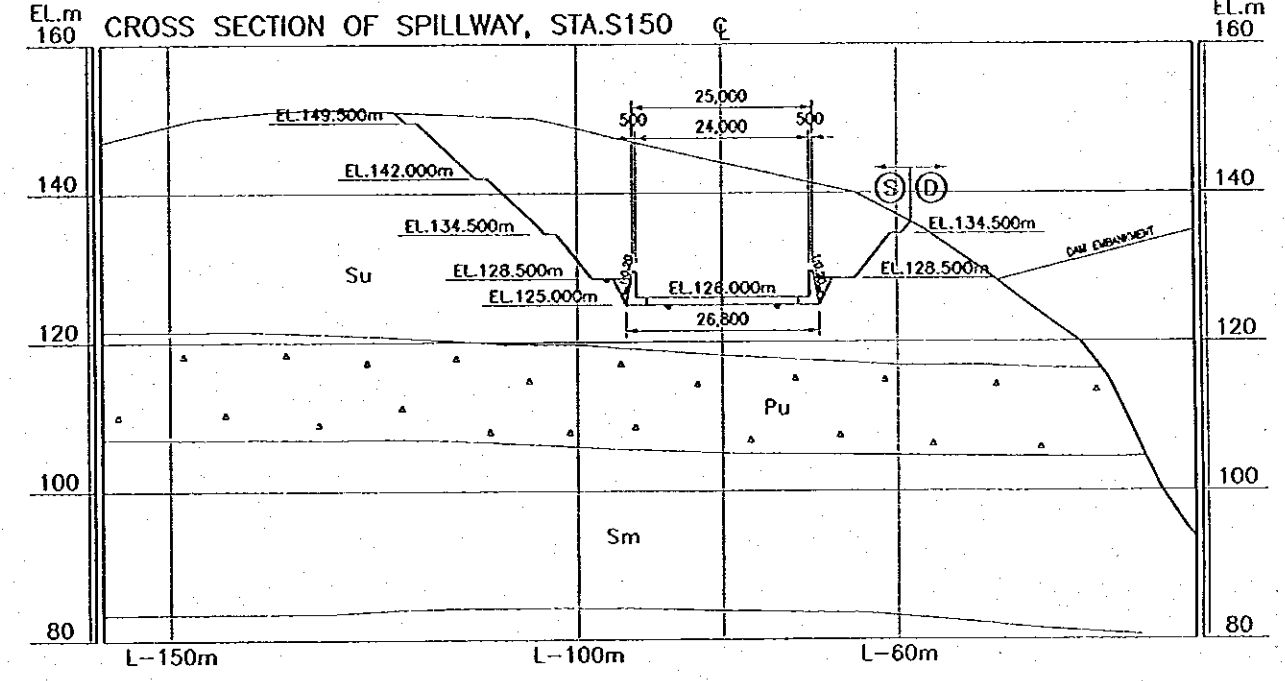 EL.m
EL.m
160 CROSS SECTION OF SPILLWAY, STA.S150 ℄ 160
25,000
500 24,000 500
EL.149.500m
EL.142.000m
140 Ⓢ Ⓓ 140
EL.134.500m EL.134.500m
DAM EMBANKMENT
Su EL.128.500m EL.128.500m
EL.125.000m EL.126.000m
26,800
120 120
Pu
100 100
Sm
80 80
L-150m L-100m L-60m